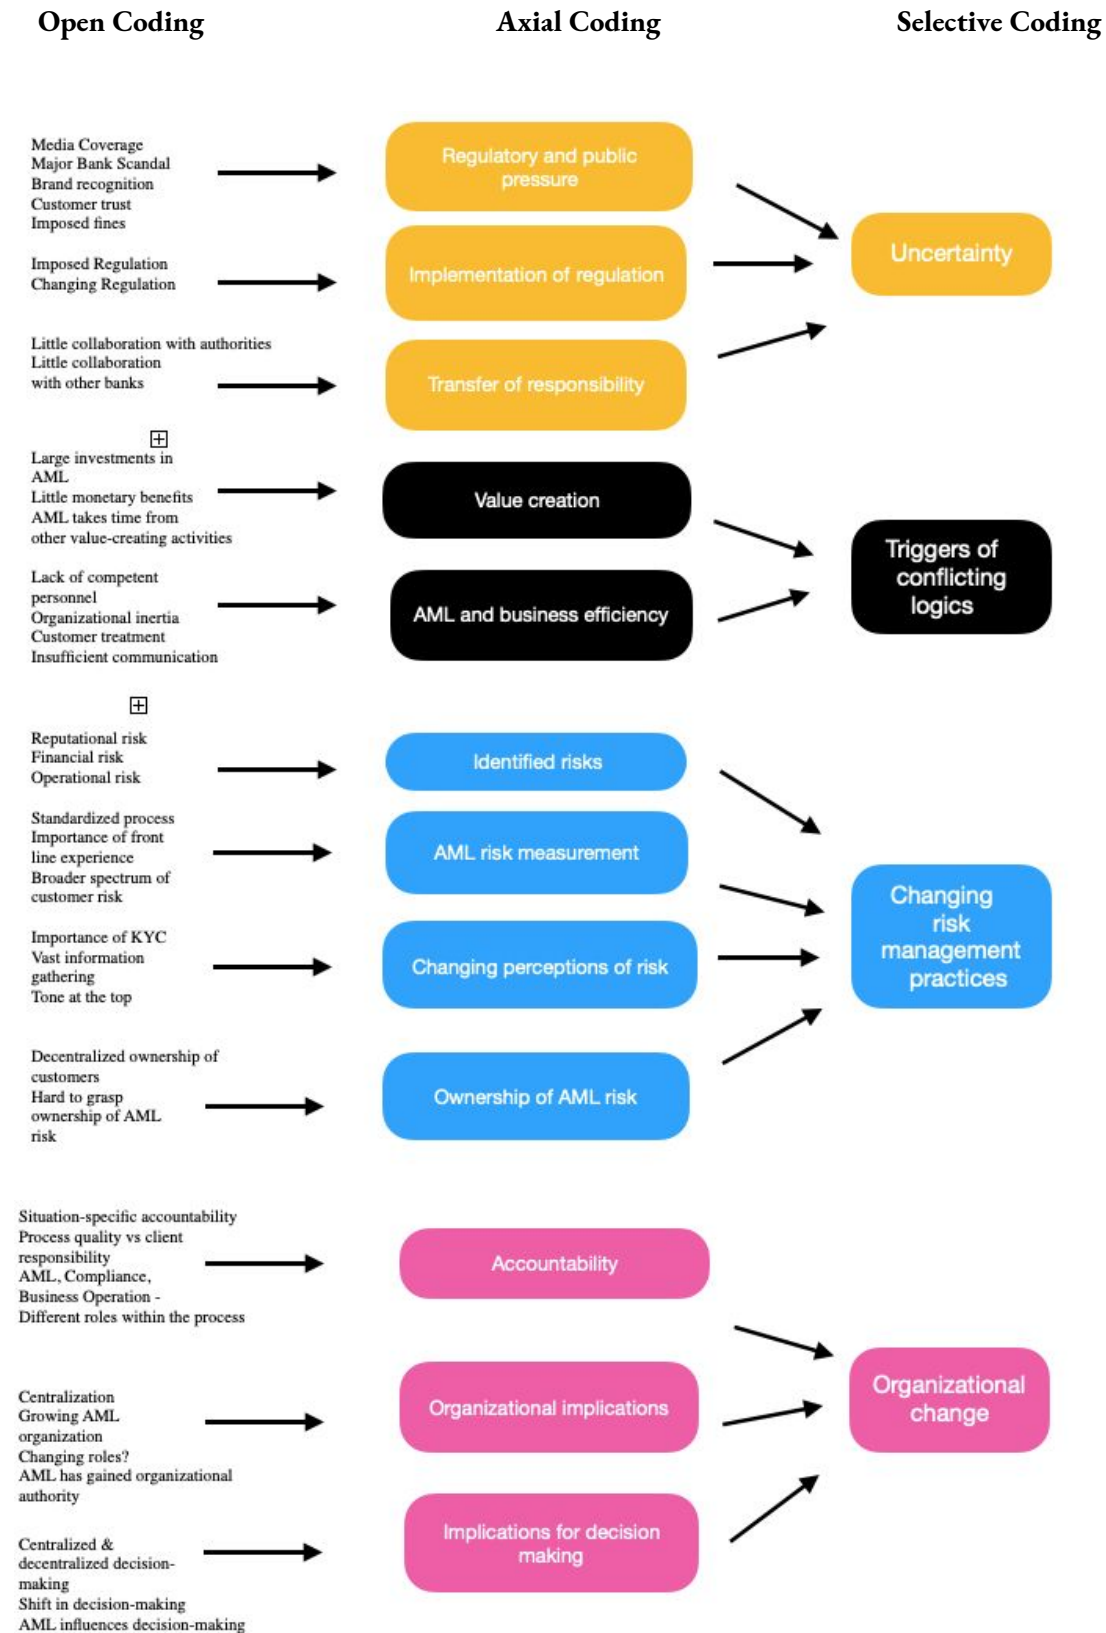 Open Coding
Axial Coding
Selective Coding
Media Coverage
Major Bank Scandal
Brand recognition
Customer trust
Imposed fines
Regulatory and public
pressure
Imposed Regulation
Changing Regulation
Implementation of regulation
Little collaboration with authorities
Little collaboration
with other banks
Transfer of responsibility
Uncertainty
Large investments in
AML
Little monetary benefits
AML takes time from
other value-creating activities
Value creation
Lack of competent
personnel
Organizational inertia
Customer treatment
Insufficient communication
AML and business efficiency
Triggers of
conflicting
logics
Reputational risk
Financial risk
Operational risk
Identified risks
Standardized process
Importance of front
line experience
Broader spectrum of
customer risk
AML risk measurement
Importance of KYC
Vast information
gathering
Tone at the top
Changing perceptions of risk
Decentralized ownership of
customers
Hard to grasp
ownership of AML
risk
Ownership of AML risk
Changing
risk
management
practices
Situation-specific accountability
Process quality vs client
responsibility
AML, Compliance,
Business Operation -
Different roles within the process
Accountability
Centralization
Growing AML
organization
Changing roles?
AML has gained organizational
authority
Organizational implications
Centralized &
decentralized decision-
making
Shift in decision-making
AML influences decision-making
Implications for decision
making
Organizational
change